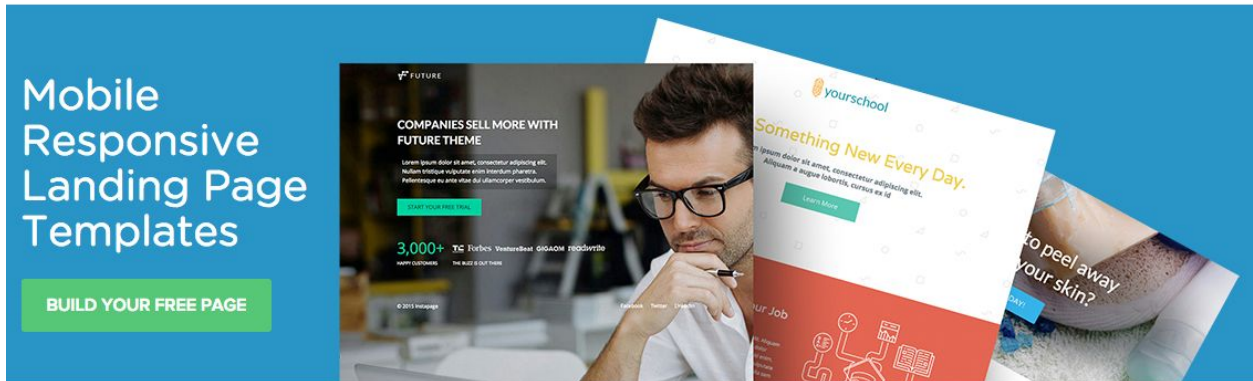 Mobile
Responsive
Landing Page
Templates
BUILD YOUR FREE PAGE
FUTURE
COMPANIES SELL MORE WITH
FUTURE THEME
Lorem ipsum dolor sit amet, consectetur adipiscing elit.
Nullam tristique vulputate enim interdum pharetra.
Pellentesque eu ante vitae dui ullamcorper vestibulum.
START YOUR FREE TRIAL
3,000+
HAPPY CUSTOMERS
TC Forbes VentureBeat GIGAOM readwrite
THE BUZZ IS OUT THERE
© 2015 Instapage
Facebook Twitter LinkedIn
yourschool
Something New Every Day.
ipsum dolor sit amet, consectetur adipiscing elit.
Aliquam a augue lobortis, cursus ex id
Learn More
ur Job
to peel away
your skin?
DAY!